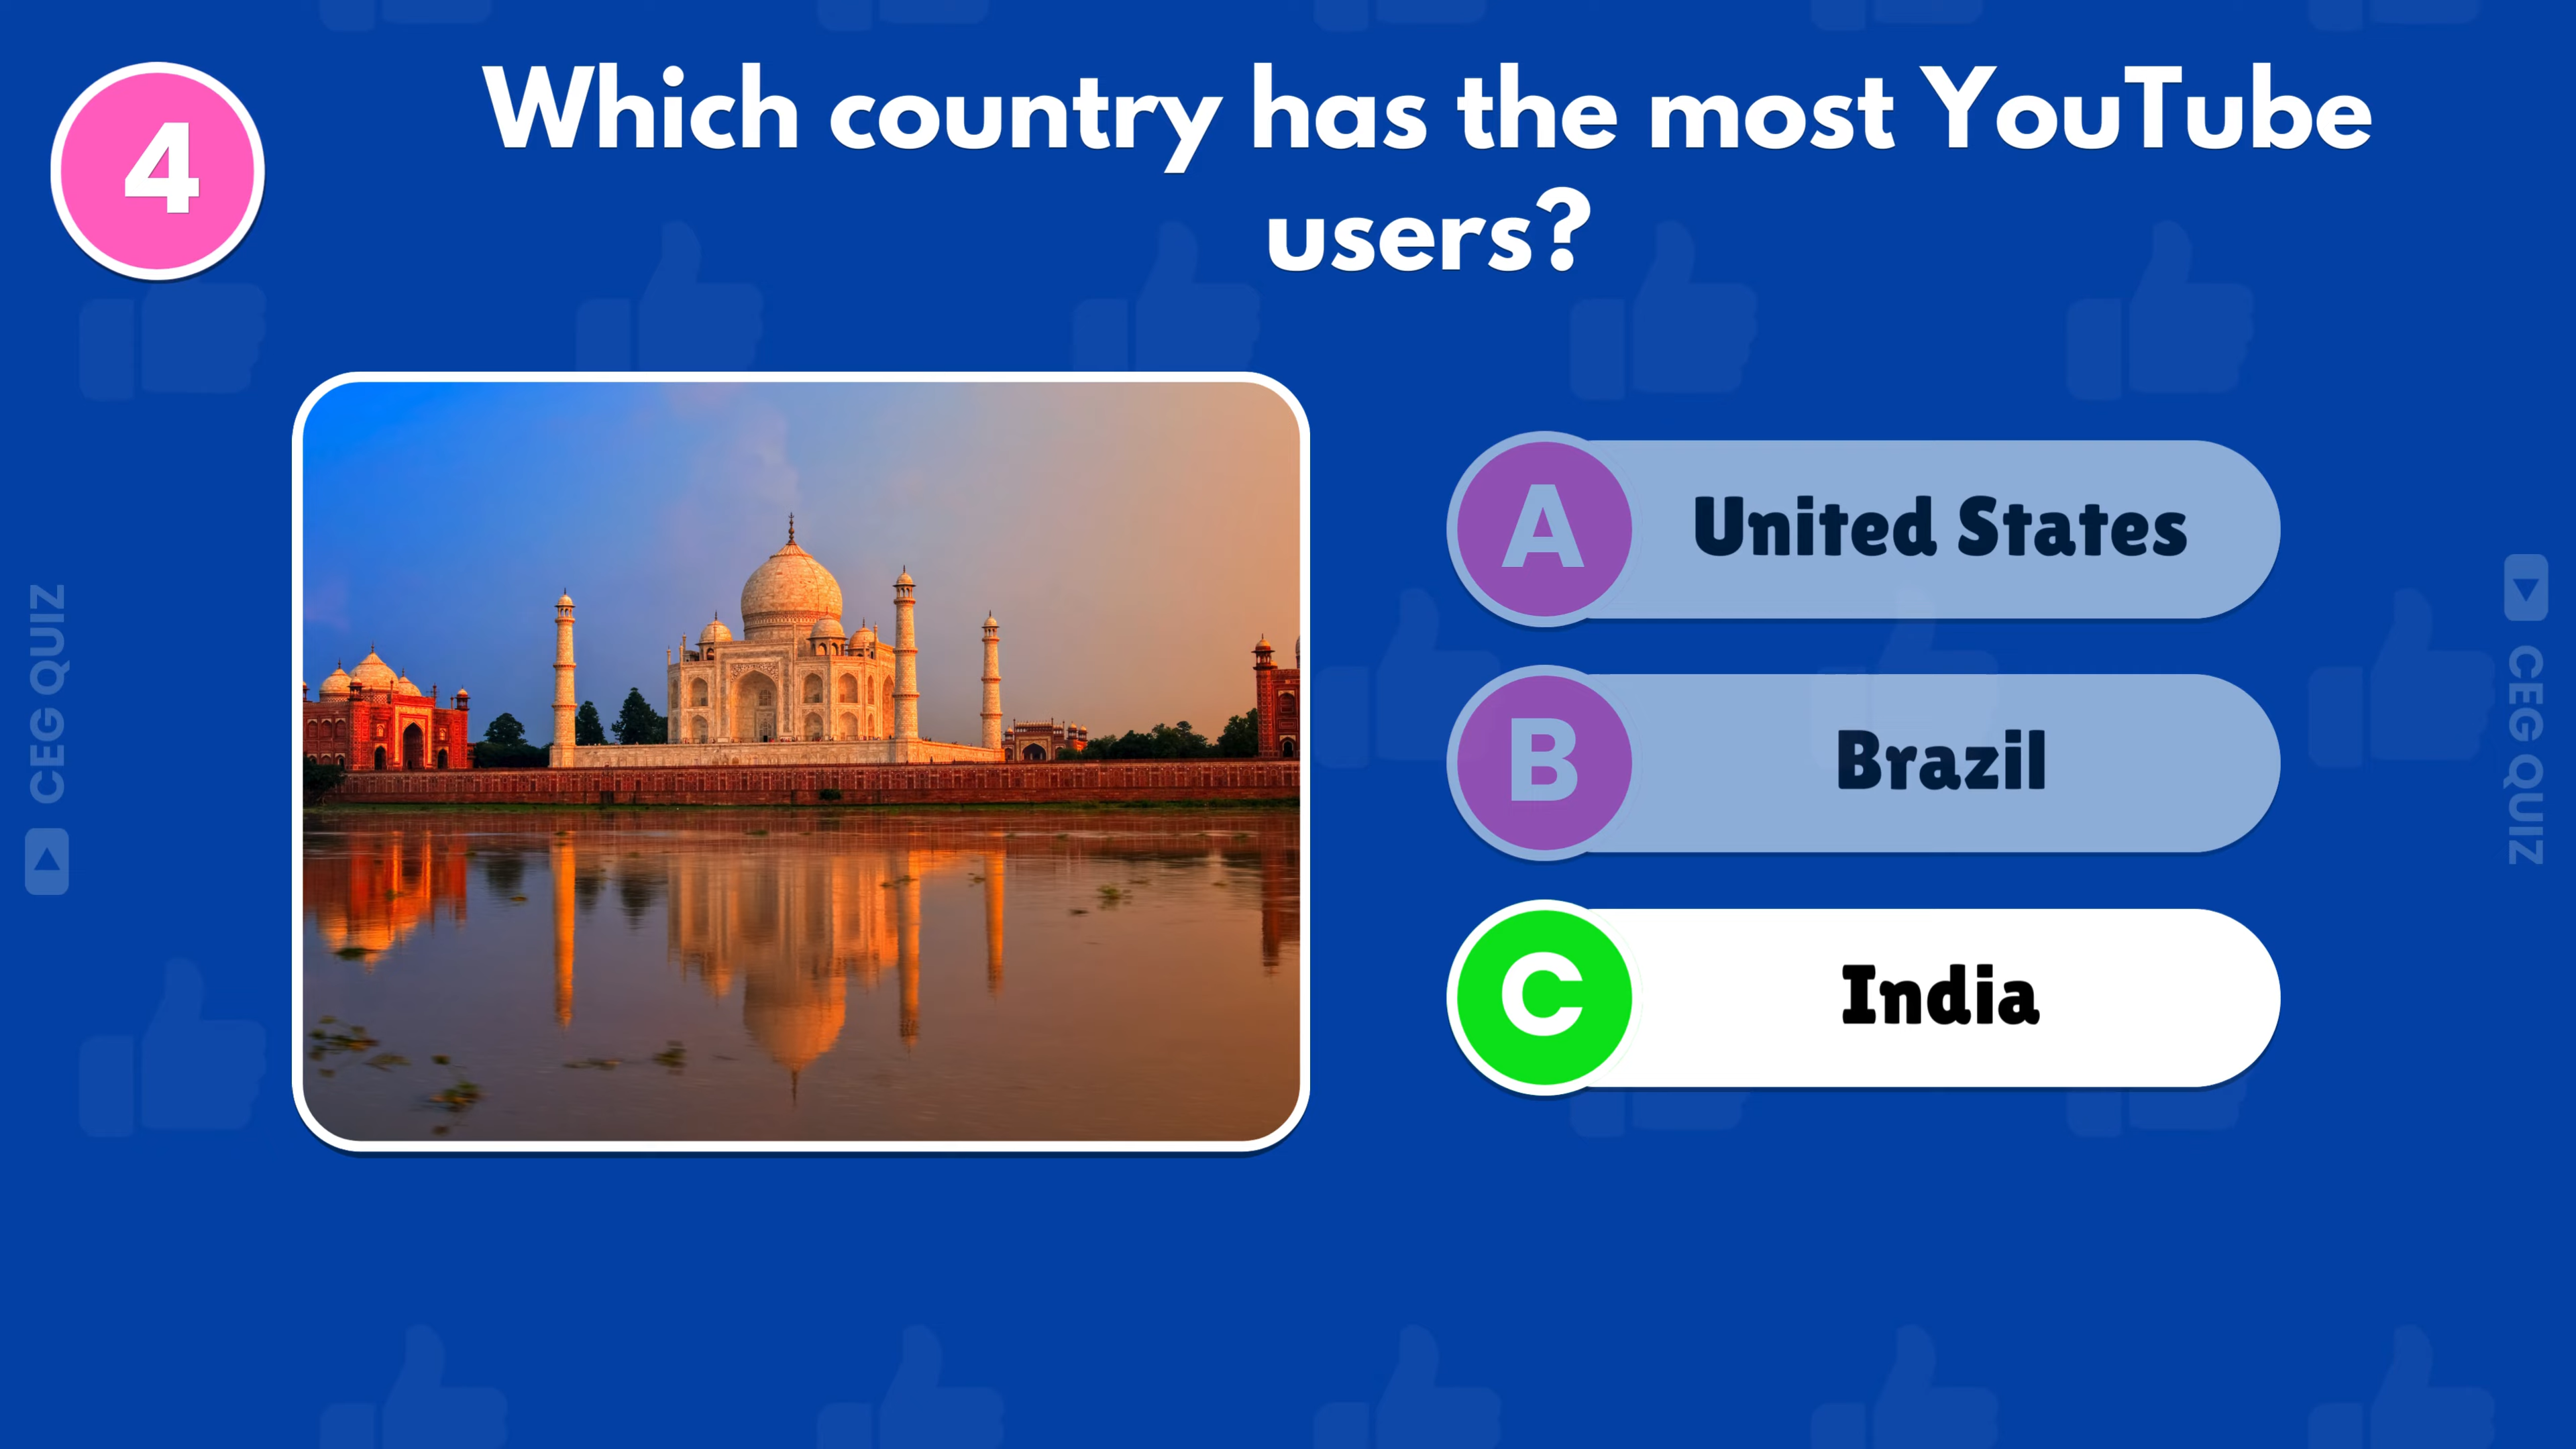 4
Which country has the most YouTube
users?
A United States
B Brazil
C India
CEG QUIZ
CEG QUIZ